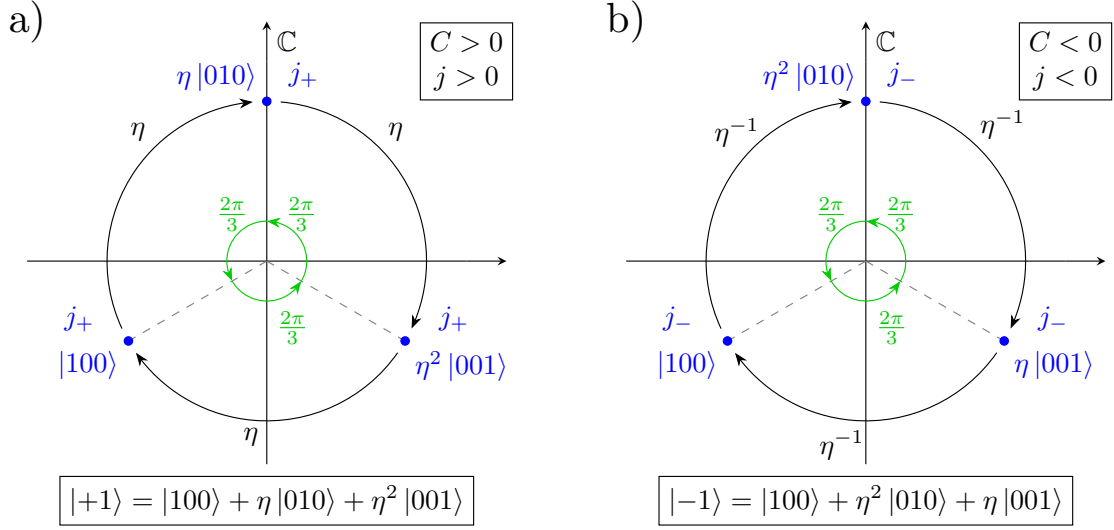 a)
ℂ
C > 0
j > 0
η |010⟩ j₊
η η
2π/3 2π/3
2π/3
j₊ j₊
|100⟩ η² |001⟩
η
|+1⟩ = |100⟩ + η |010⟩ + η² |001⟩
b)
ℂ
C < 0
j < 0
η² |010⟩ j₋
η⁻¹ η⁻¹
2π/3 2π/3
2π/3
j₋ j₋
|100⟩ η |001⟩
η⁻¹
|−1⟩ = |100⟩ + η² |010⟩ + η |001⟩